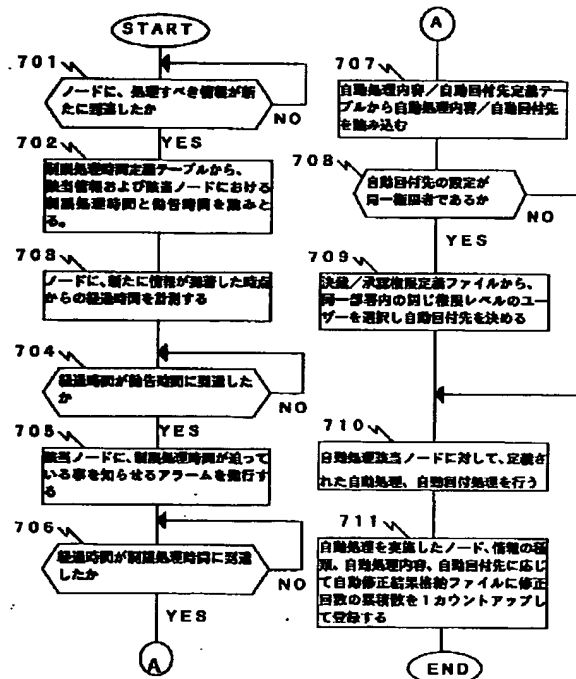 START
701
ノードに、処理すべき情報が新
たに到達したか
NO
YES
702
制限処理時間定義テーブルから、
該当情報および該当ノードにおける
制限処理時間と勧告時間を読みと
る。
703
ノードに、新たに情報が到着した時点
からの経過時間を計測する
704
経過時間が勧告時間に到達した
か
NO
YES
705
該当ノードに、制限処理時間が迫って
いる事を知らせるアラームを発行す
る
706
経過時間が制限処理時間に到達
したか
NO
YES
A
A
707
自動処理内容/自動回付先定義テー
ブルから自動処理内容/自動回付先
を読み込む
708
自動回付先の設定が
同一権限者であるか
NO
YES
709
決裁/承認権限定義ファイルから、
同一部署内の同じ権限レベルのユ
ーザーを選択し自動回付先を決める
710
自動処理該当ノードに対して、定義され
た自動処理、自動回付処理を行う
711
自動処理を実施したノード、情報の種
類、自動処理内容、自動回付先に応じ
て自動修正結果格納ファイルに修正
回数の累積数を1カウントアップし
て登録する
END